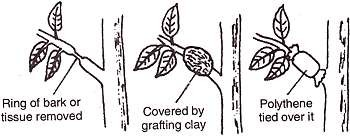 Ring of bark or
tissue removed
Covered by
grafting clay
Polythene
tied over it